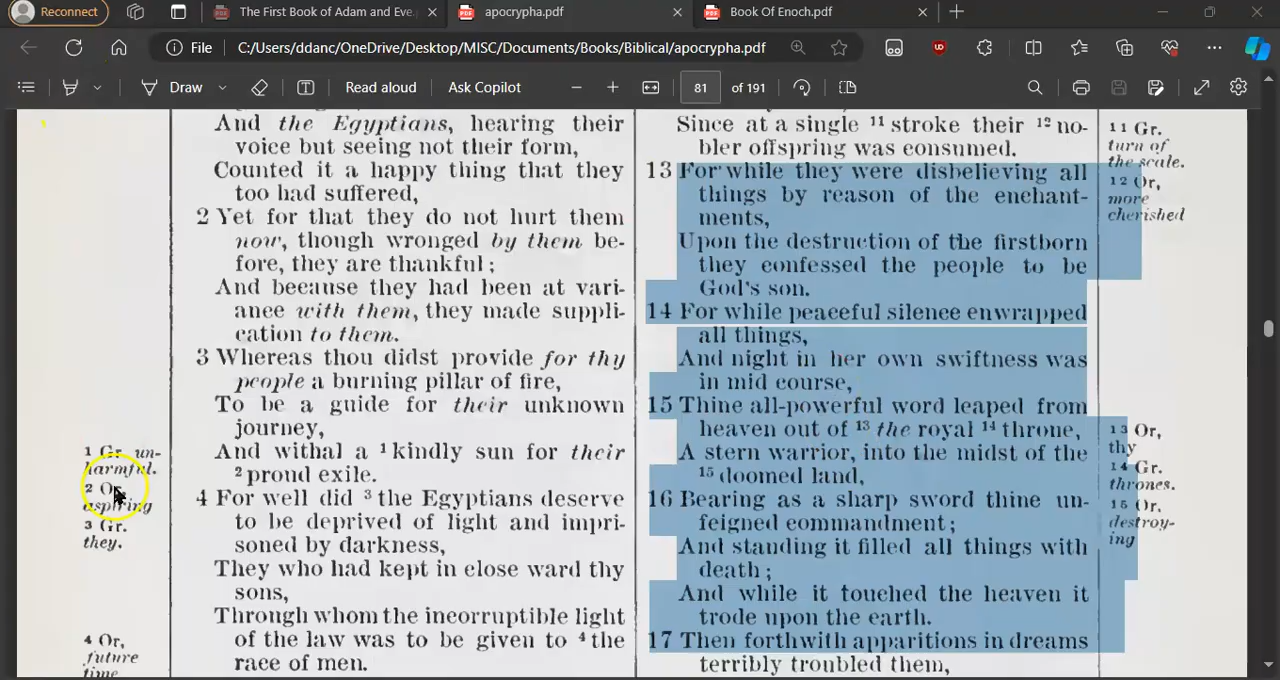 Reconnect
The First Book of Adam and Eve.
apocrypha.pdf
Book Of Enoch.pdf
File
C:/Users/ddanc/OneDrive/Desktop/MISC/Documents/Books/Biblical/apocrypha.pdf
Draw
Read aloud
Ask Copilot
81
of 191
1 Gr. un-
harmful.
2 Or,
aspiring
3 Gr.
they.
4 Or,
future
time
And the Egyptians, hearing their
voice but seeing not their form,
Counted it a happy thing that they
too had suffered,
2 Yet for that they do not hurt them
now, though wronged by them be-
fore, they are thankful;
And because they had been at vari-
ance with them, they made suppli-
cation to them.
3 Whereas thou didst provide for thy
people a burning pillar of fire,
To be a guide for their unknown
journey,
And withal a 1 kindly sun for their
2 proud exile.
4 For well did 3 the Egyptians deserve
to be deprived of light and impri-
soned by darkness,
They who had kept in close ward thy
sons,
Through whom the incorruptible light
of the law was to be given to 4 the
race of men.
Since at a single 11 stroke their 12 no-
bler offspring was consumed.
13 For while they were disbelieving all
things by reason of the enchant-
ments,
Upon the destruction of the firstborn
they confessed the people to be
God's son.
14 For while peaceful silence enwrapped
all things,
And night in her own swiftness was
in mid course,
15 Thine all-powerful word leaped from
heaven out of 13 the royal 14 throne,
A stern warrior, into the midst of the
15 doomed land,
16 Bearing as a sharp sword thine un-
feigned commandment;
And standing it filled all things with
death;
And while it touched the heaven it
trode upon the earth.
17 Then forthwith apparitions in dreams
terribly troubled them,
11 Gr.
turn of
the scale.
12 Or,
more
cherished
13 Or,
thy
14 Gr.
thrones.
15 Or,
destroy-
ing